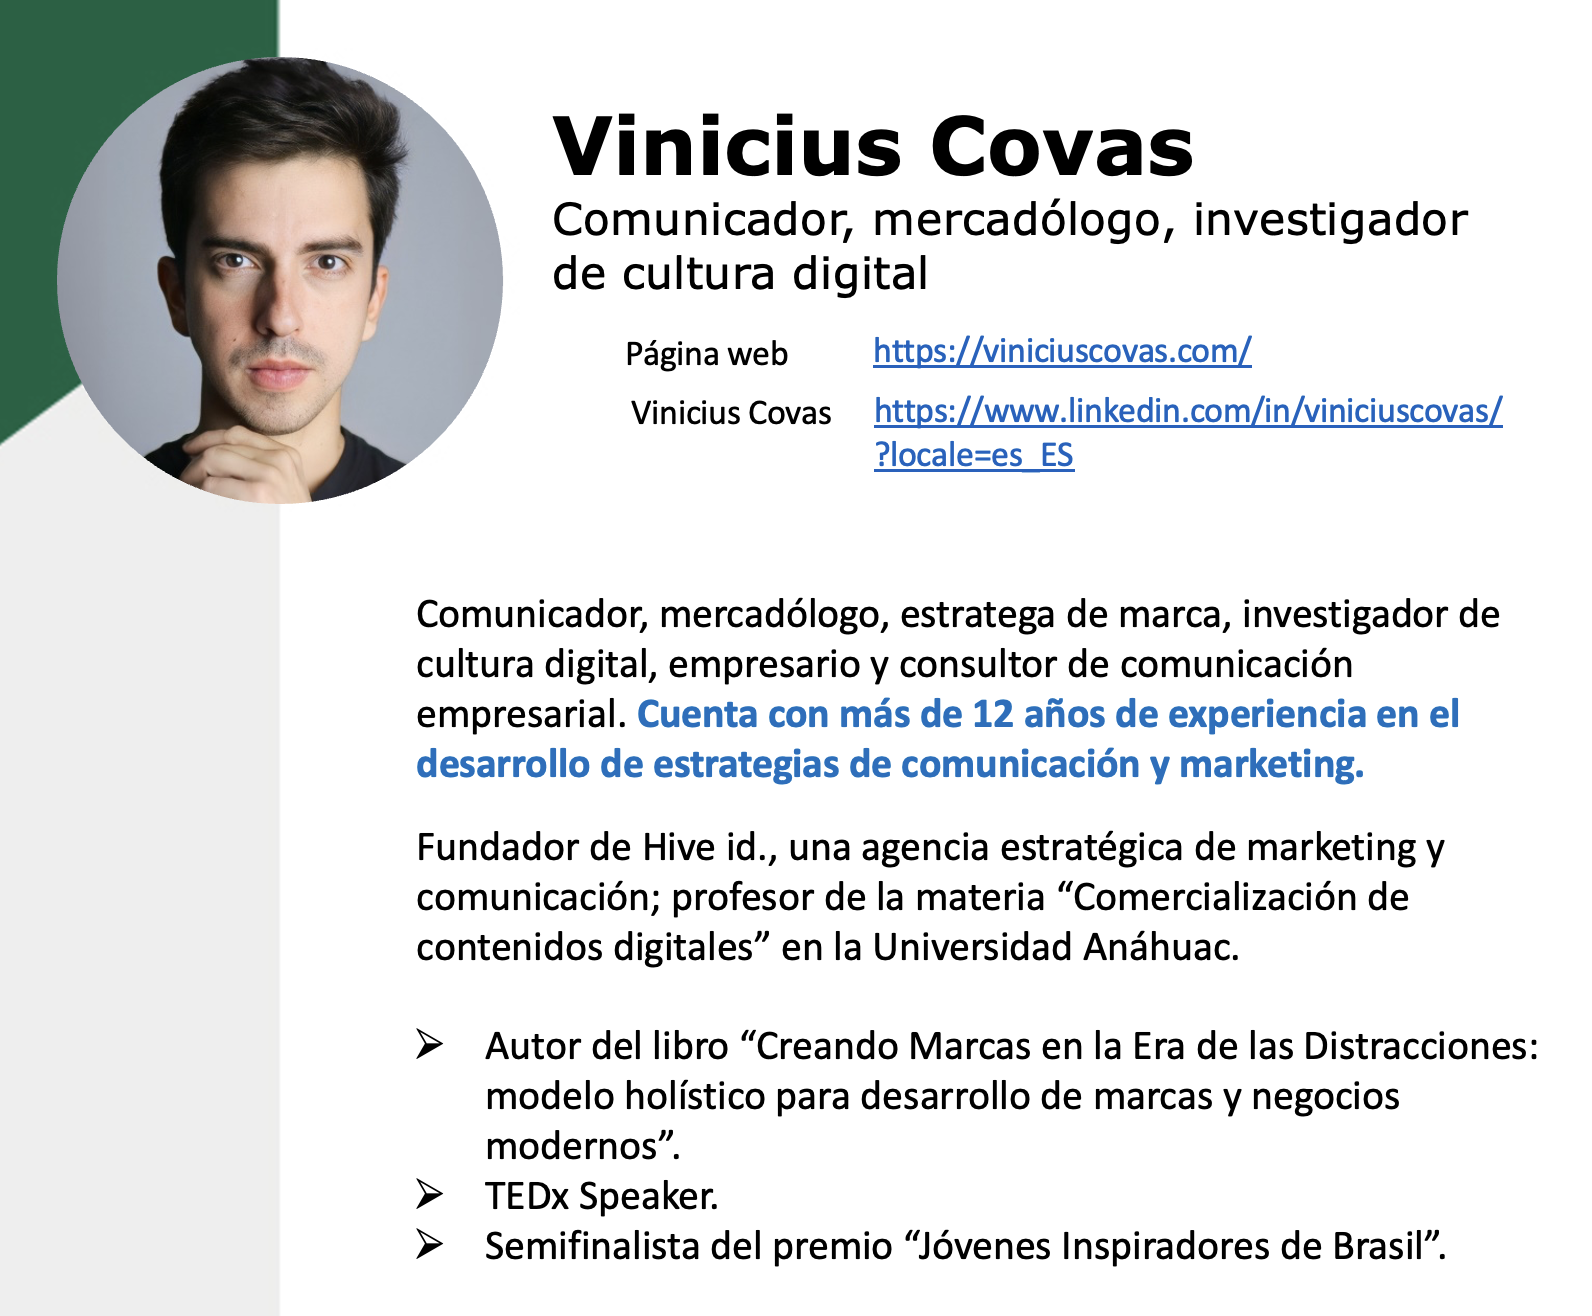 Vinicius Covas
Comunicador, mercadólogo, investigador
de cultura digital
Página web https://viniciuscovas.com/
Vinicius Covas https://www.linkedin.com/in/viniciuscovas/
?locale=es_ES
Comunicador, mercadólogo, estratega de marca, investigador de
cultura digital, empresario y consultor de comunicación
empresarial. Cuenta con más de 12 años de experiencia en el
desarrollo de estrategias de comunicación y marketing.
Fundador de Hive id., una agencia estratégica de marketing y
comunicación; profesor de la materia “Comercialización de
contenidos digitales” en la Universidad Anáhuac.
➢ Autor del libro “Creando Marcas en la Era de las Distracciones:
modelo holístico para desarrollo de marcas y negocios
modernos”.
➢ TEDx Speaker.
➢ Semifinalista del premio “Jóvenes Inspiradores de Brasil”.